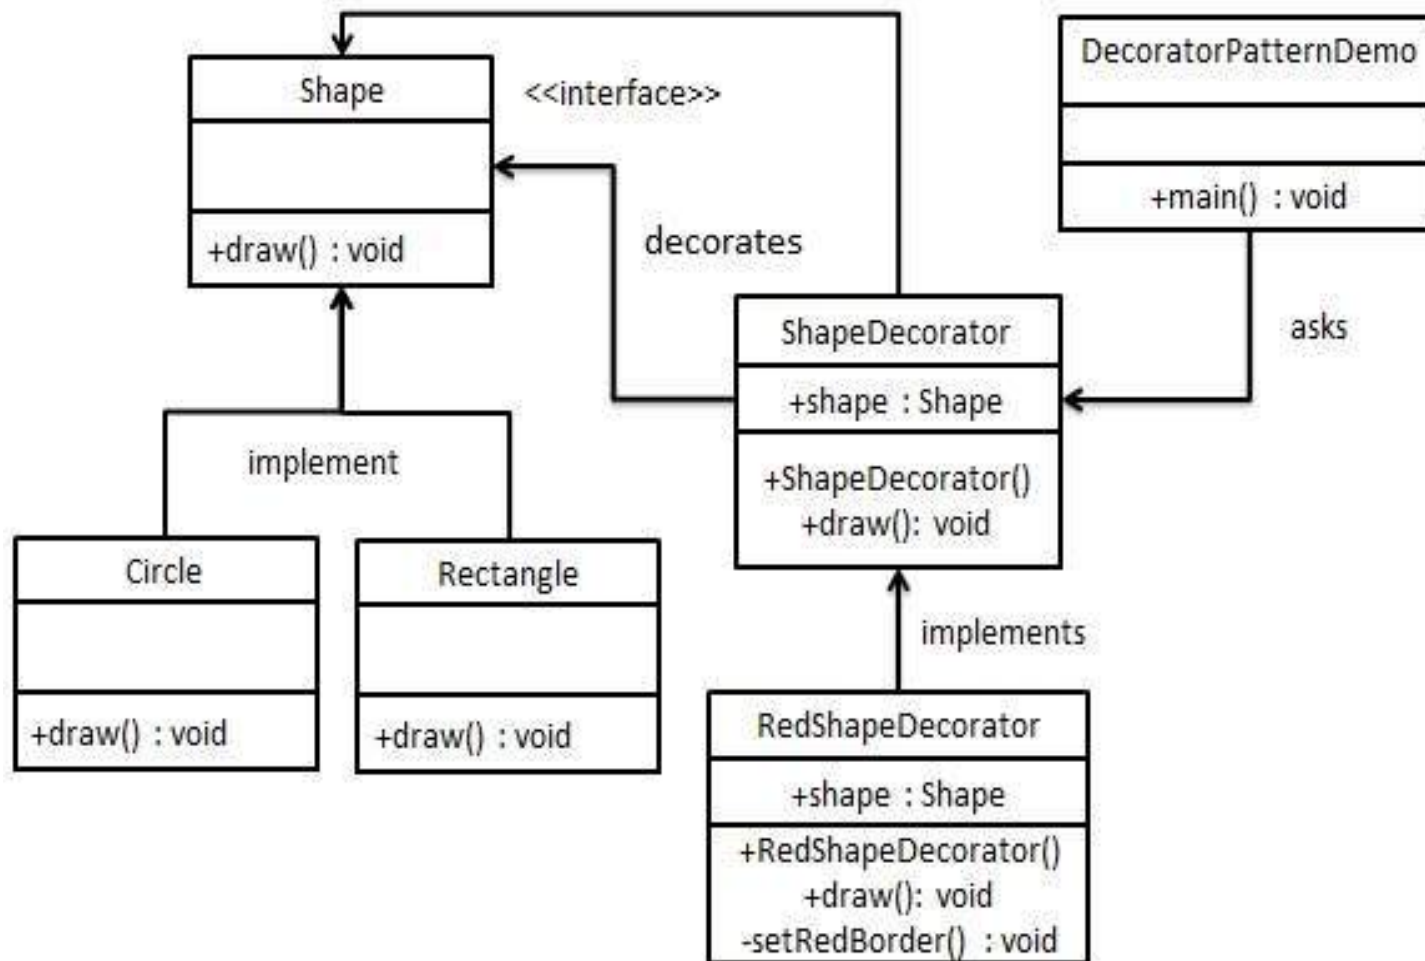 Shape
+draw() : void
<<interface>>
DecoratorPatternDemo
+main() : void
decorates
asks
ShapeDecorator
+shape : Shape
+ShapeDecorator()
+draw(): void
implement
Circle
+draw() : void
Rectangle
+draw() : void
implements
RedShapeDecorator
+shape : Shape
+RedShapeDecorator()
+draw(): void
-setRedBorder() : void